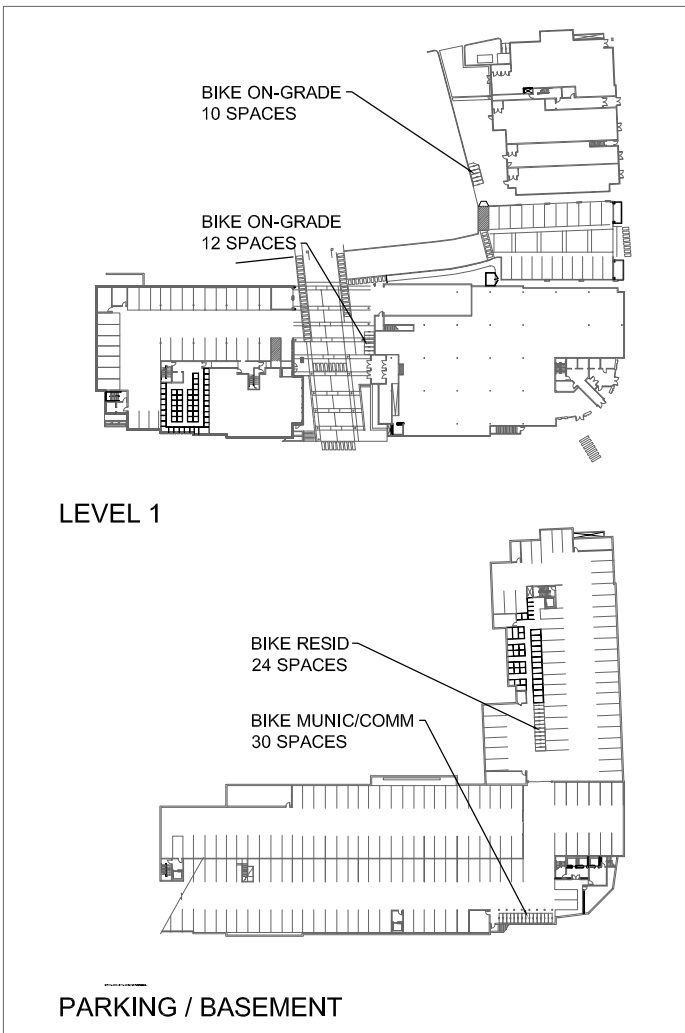 BIKE ON-GRADE
10 SPACES
BIKE ON-GRADE
12 SPACES
LEVEL 1
BIKE RESID
24 SPACES
BIKE MUNIC/COMM
30 SPACES
PARKING / BASEMENT